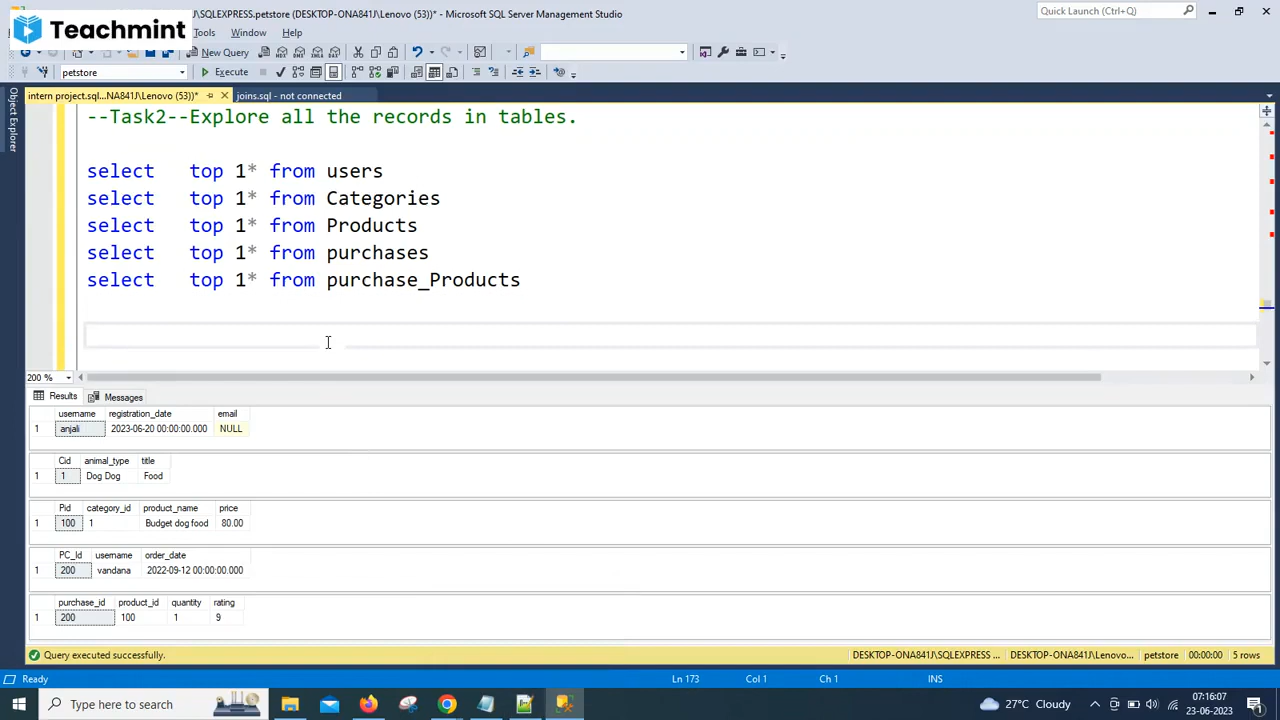 Teachmint
J\SQLEXPRESS.petstore (DESKTOP-ONA841J\Lenovo (53))* - Microsoft SQL Server Management Studio
Quick Launch (Ctrl+Q)
Tools Window Help
New Query
petstore Execute
intern project.sql...NA841J\Lenovo (53))* joins.sql - not connected
Object Explorer
--Task2--Explore all the records in tables.
select top 1* from users
select top 1* from Categories
select top 1* from Products
select top 1* from purchases
select top 1* from purchase_Products
200 %
Results Messages
username registration_date email
1 anjali 2023-06-20 00:00:00.000 NULL
Cid animal_type title
1 1 Dog Dog Food
Pid category_id product_name price
1 100 1 Budget dog food 80.00
PC_Id username order_date
1 200 vandana 2022-09-12 00:00:00.000
purchase_id product_id quantity rating
1 200 100 1 9
Query executed successfully. DESKTOP-ONA841J\SQLEXPRESS ... DESKTOP-ONA841J\Lenovo... petstore 00:00:00 5 rows
Ready Ln 173 Col 1 Ch 1 INS
Type here to search 27°C Cloudy 07:16:07
23-06-2023